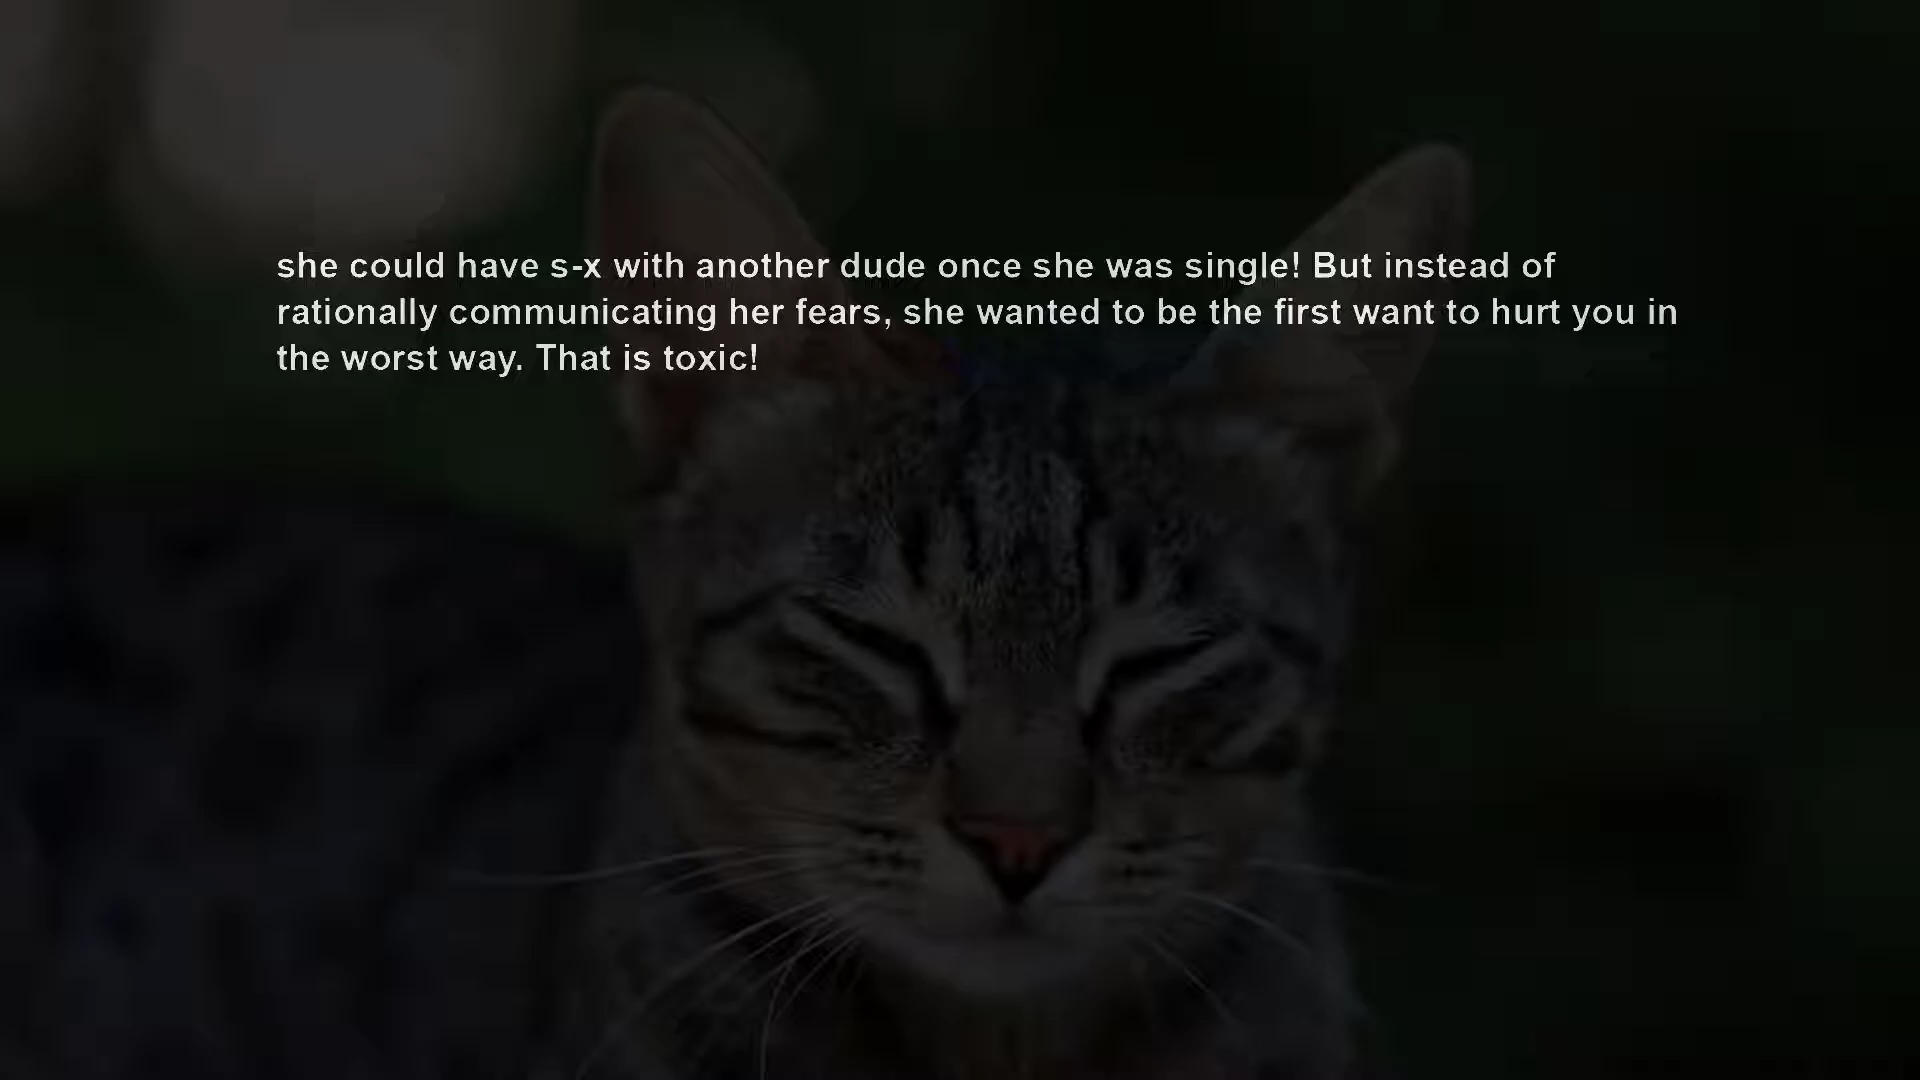 she could have s-x with another dude once she was single! But instead of
rationally communicating her fears, she wanted to be the first want to hurt you in
the worst way. That is toxic!